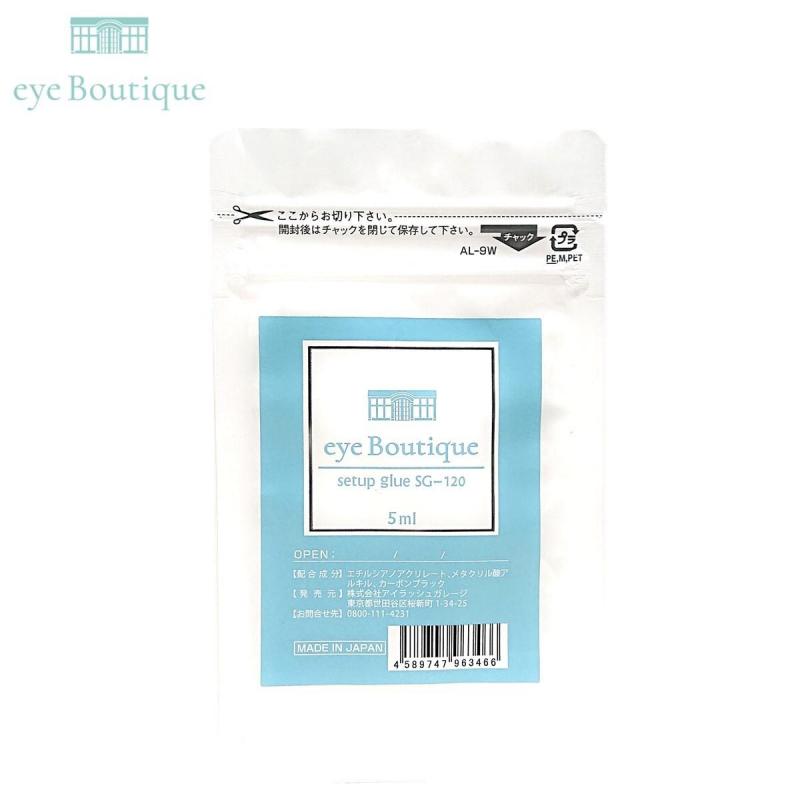 eye Boutique
ここからお切り下さい。
開封後はチャックを閉じて保存して下さい。
チャック
プラ
AL-9W
PE,M,PET
eye Boutique
setup glue SG-120
5ml
OPEN: / /
【配合成分】エチルシアノアクリレート、メタクリル酸ア
ルキル、カーボンブラック
【発売元】株式会社アイラッシュガレージ
東京都世田谷区桜新町 1-34-25
【お問合せ先】0800-111-4231
MADE IN JAPAN
4 589747 963466